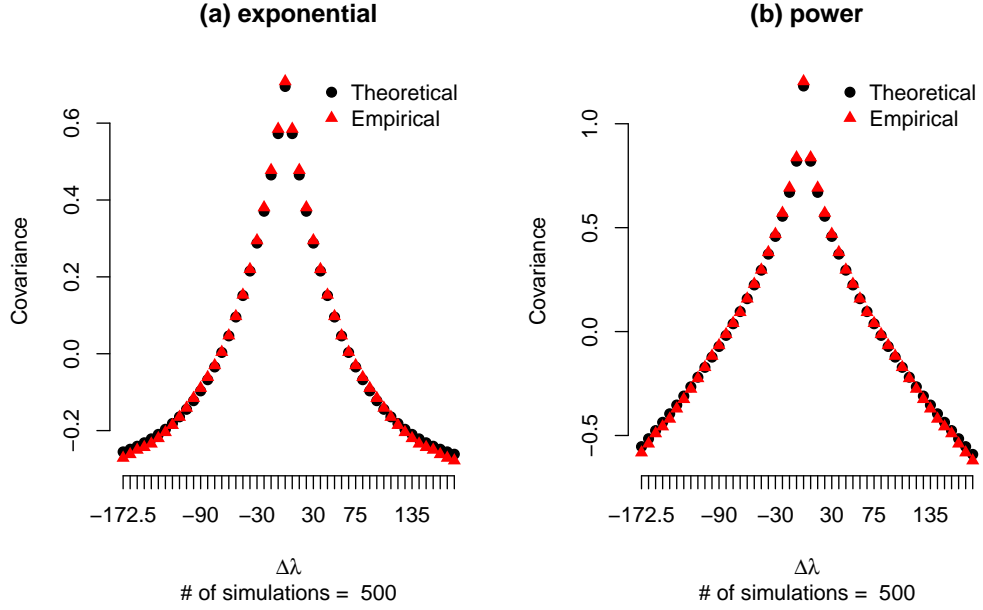 (a) exponential
Theoretical
Empirical
Covariance
0.6
0.4
0.2
0.0
−0.2
−172.5 −90 −30 30 75 135
Δλ
# of simulations = 500
(b) power
Theoretical
Empirical
Covariance
1.0
0.5
0.0
−0.5
−172.5 −90 −30 30 75 135
Δλ
# of simulations = 500